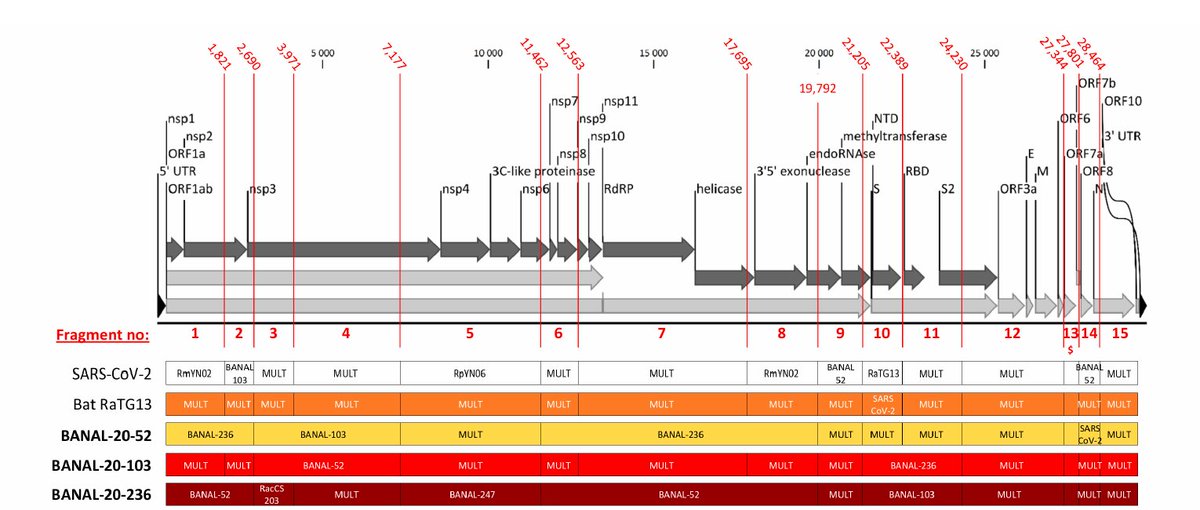 1,821 2,690 3,971 5 000 7,177 10 000 11,462 12,563 15 000 17,695 20 000 21,205 22,389 24,230 25 000 27,344 27,801 28,464
19,792
ORF7b
nsp7 nsp11 ORF10
nsp1 nsp9 NTD ORF6
nsp2 nsp10 methyltransferase 3' UTR
ORF1a nsp8 endoRNAse E ORF7a
5' UTR 3C-like proteinase 3'5' exonuclease RBD M ORF8
ORF1ab nsp3 nsp4 nsp6 RdRP helicase S S2 ORF3a N
Fragment no: 1 2 3 4 5 6 7 8 9 10 11 12 13 14 15
$
SARS-CoV-2 RmYN02 BANAL 103 MULT MULT RpYN06 MULT MULT RmYN02 BANAL 52 RaTG13 MULT MULT BANAL 52 MULT
Bat RaTG13 MULT MULT MULT MULT MULT MULT MULT MULT MULT SARS CoV-2 MULT MULT MULT MULT
BANAL-20-52 BANAL-236 BANAL-103 MULT BANAL-236 MULT MULT MULT MULT SARS CoV-2 MULT
BANAL-20-103 MULT MULT BANAL-52 MULT MULT MULT MULT MULT BANAL-236 MULT MULT MULT
BANAL-20-236 BANAL-52 RacCS 203 MULT BANAL-247 BANAL-52 MULT BANAL-103 MULT MULT MULT